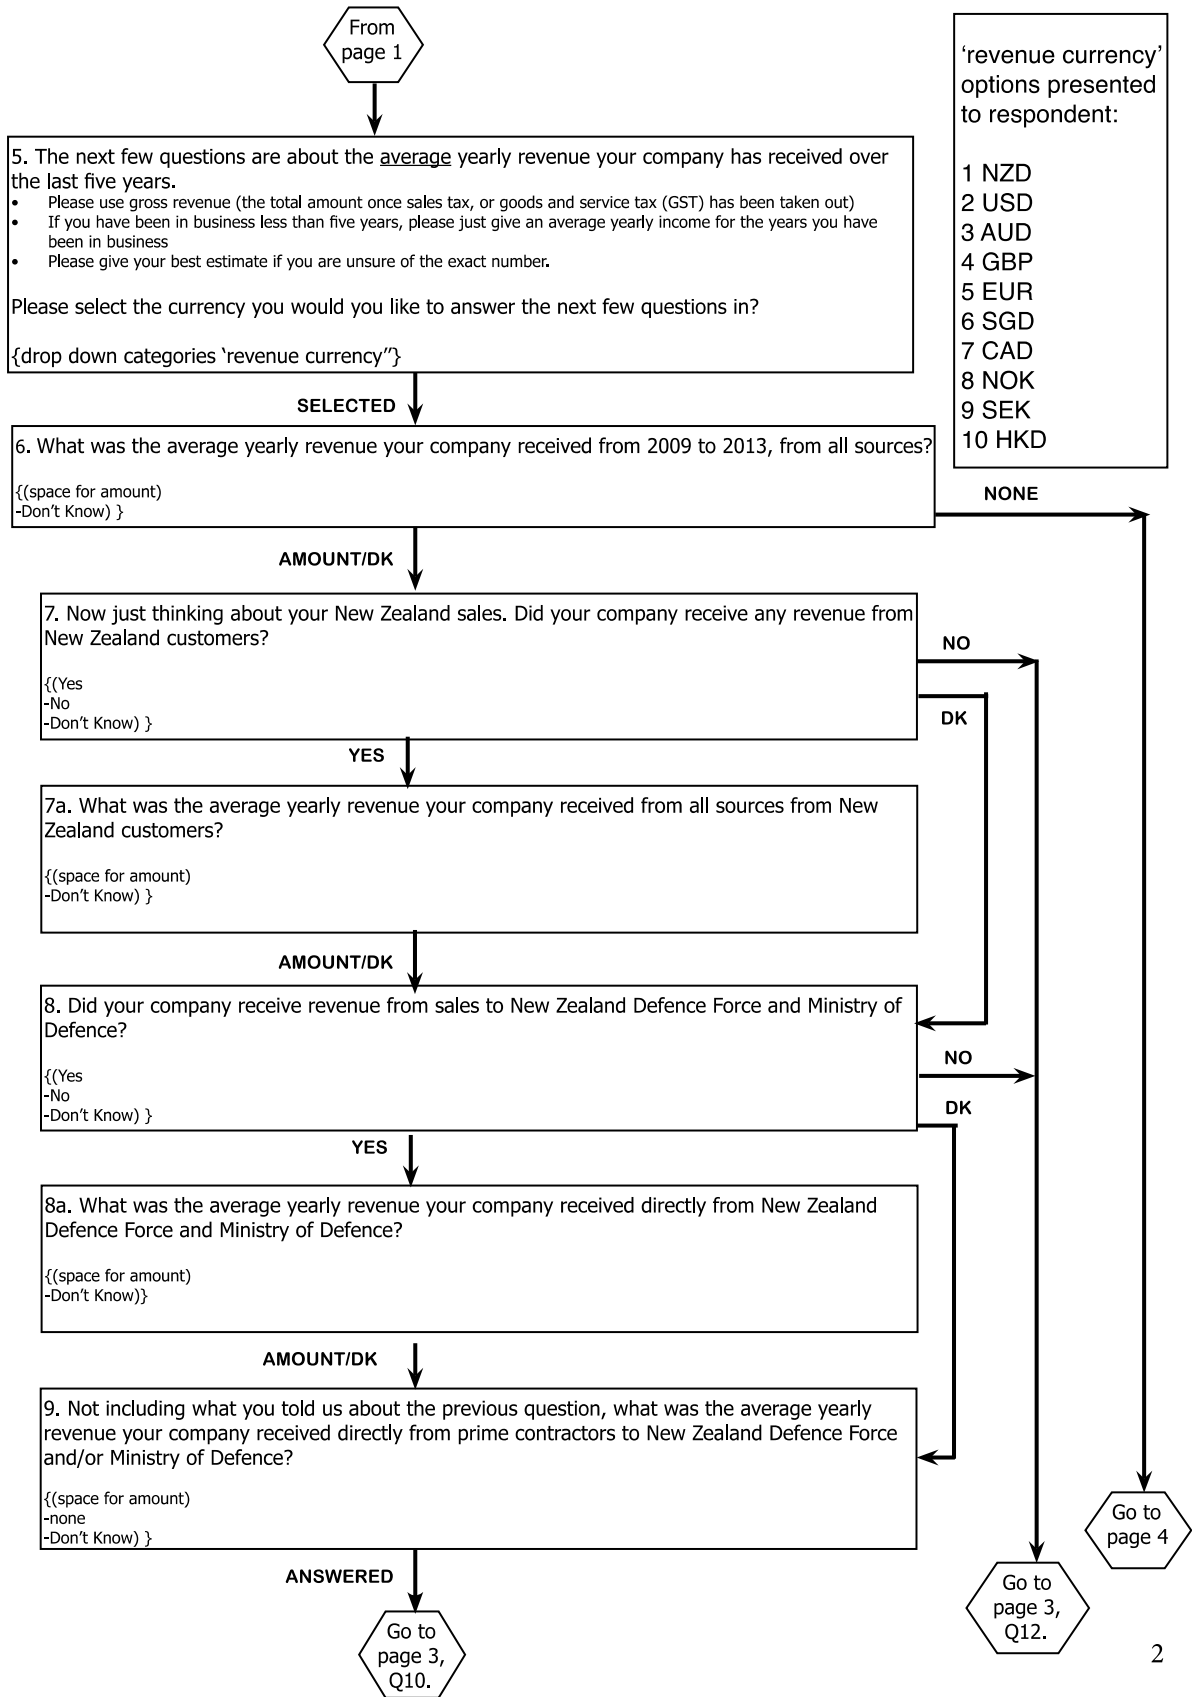 From
page 1
'revenue currency'
options presented
to respondent:
1 NZD
2 USD
3 AUD
4 GBP
5 EUR
6 SGD
7 CAD
8 NOK
9 SEK
10 HKD
5. The next few questions are about the average yearly revenue your company has received over
the last five years.
• Please use gross revenue (the total amount once sales tax, or goods and service tax (GST) has been taken out)
• If you have been in business less than five years, please just give an average yearly income for the years you have
been in business
• Please give your best estimate if you are unsure of the exact number.
Please select the currency you would you like to answer the next few questions in?
{drop down categories ‘revenue currency”}
SELECTED
6. What was the average yearly revenue your company received from 2009 to 2013, from all sources?
{(space for amount)
-Don’t Know) }
NONE
AMOUNT/DK
7. Now just thinking about your New Zealand sales. Did your company receive any revenue from
New Zealand customers?
{(Yes
-No
-Don’t Know) }
NO
DK
YES
7a. What was the average yearly revenue your company received from all sources from New
Zealand customers?
{(space for amount)
-Don’t Know) }
AMOUNT/DK
8. Did your company receive revenue from sales to New Zealand Defence Force and Ministry of
Defence?
{(Yes
-No
-Don’t Know) }
NO
DK
YES
8a. What was the average yearly revenue your company received directly from New Zealand
Defence Force and Ministry of Defence?
{(space for amount)
-Don’t Know)}
AMOUNT/DK
9. Not including what you told us about the previous question, what was the average yearly
revenue your company received directly from prime contractors to New Zealand Defence Force
and/or Ministry of Defence?
{(space for amount)
-none
-Don’t Know) }
ANSWERED
Go to
page 4
Go to
page 3,
Q12.
Go to
page 3,
Q10.
2